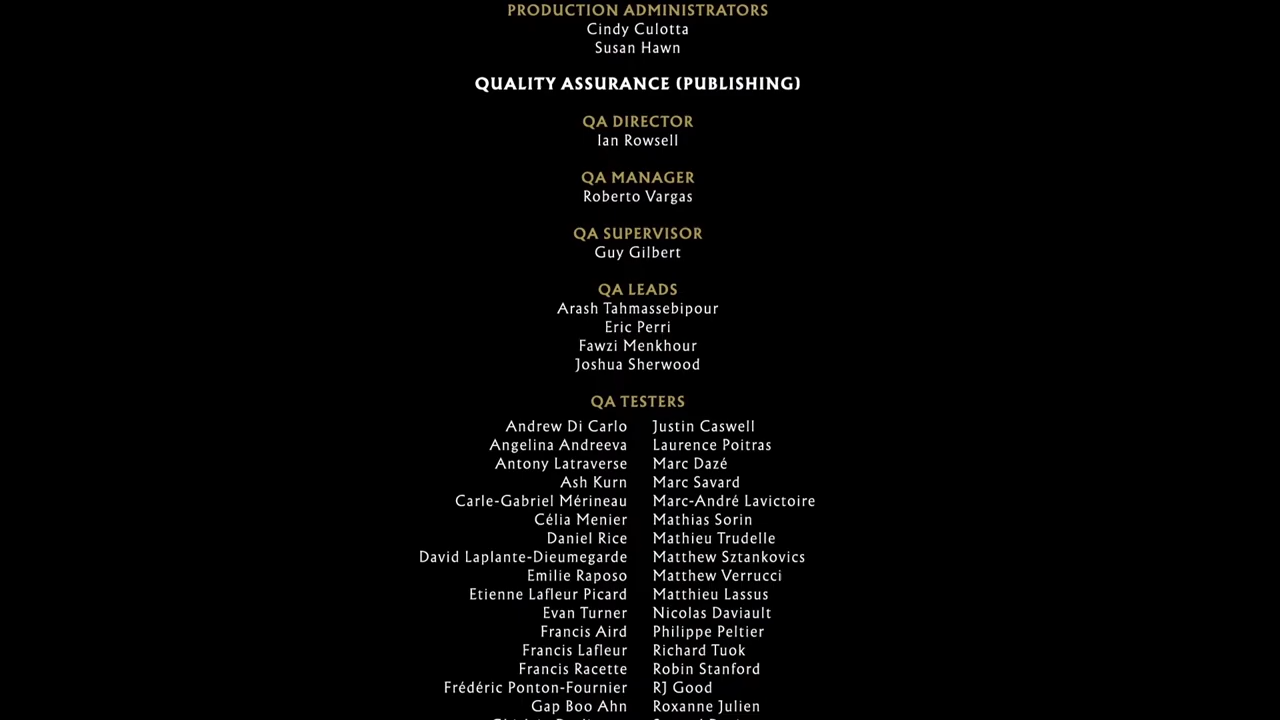 PRODUCTION ADMINISTRATORS
Cindy Culotta
Susan Hawn
QUALITY ASSURANCE (PUBLISHING)
QA DIRECTOR
Ian Rowsell
QA MANAGER
Roberto Vargas
QA SUPERVISOR
Guy Gilbert
QA LEADS
Arash Tahmassebipour
Eric Perri
Fawzi Menkhour
Joshua Sherwood
QA TESTERS
Andrew Di Carlo Justin Caswell
Angelina Andreeva Laurence Poitras
Antony Latraverse Marc Dazé
Ash Kurn Marc Savard
Carle-Gabriel Mérineau Marc-André Lavictoire
Célia Menier Mathias Sorin
Daniel Rice Mathieu Trudelle
David Laplante-Dieumegarde Matthew Sztankovics
Emilie Raposo Matthew Verrucci
Etienne Lafleur Picard Matthieu Lassus
Evan Turner Nicolas Daviault
Francis Aird Philippe Peltier
Francis Lafleur Richard Tuok
Francis Racette Robin Stanford
Frédéric Ponton-Fournier RJ Good
Gap Boo Ahn Roxanne Julien